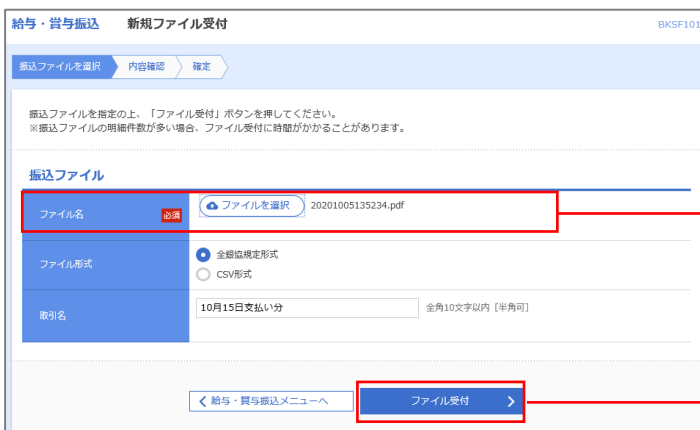 給与・賞与振込 新規ファイル受付 BKSF101
振込ファイルを選択 内容確認 確定
振込ファイルを指定の上、「ファイル受付」ボタンを押してください。
※振込ファイルの明細件数が多い場合、ファイル受付に時間がかかることがあります。
振込ファイル
ファイル名 必須 ファイルを選択 20201005135234.pdf
ファイル形式 全銀協規定形式
CSV形式
取引名 10月15日支払い分 全角10文字以内［半角可］
給与・賞与振込メニューへ ファイル受付